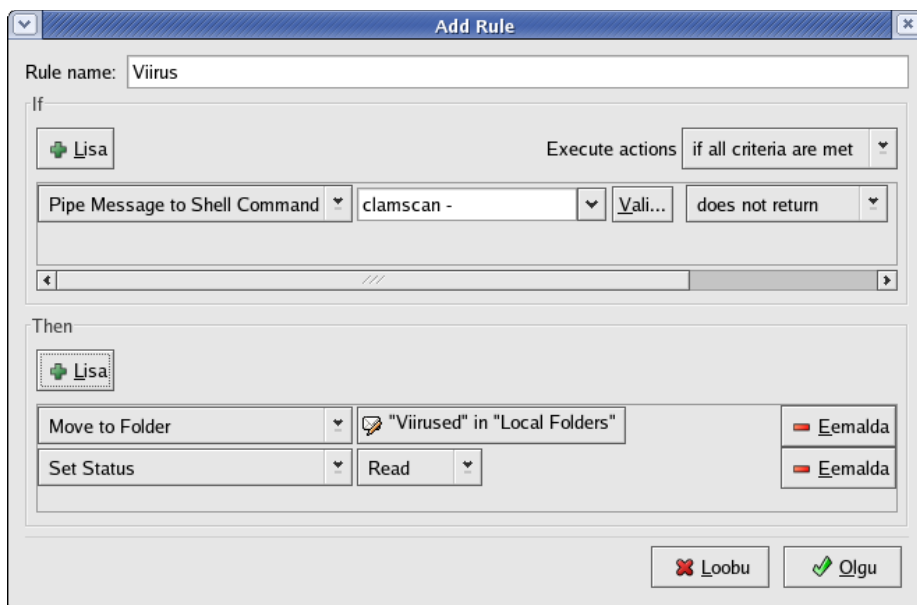 Add Rule
Rule name: Viirus
If
Lisa Execute actions if all criteria are met
Pipe Message to Shell Command clamscan - Vali... does not return
Then
Lisa
Move to Folder "Viirused" in "Local Folders" Eemalda
Set Status Read Eemalda
Loobu Olgu